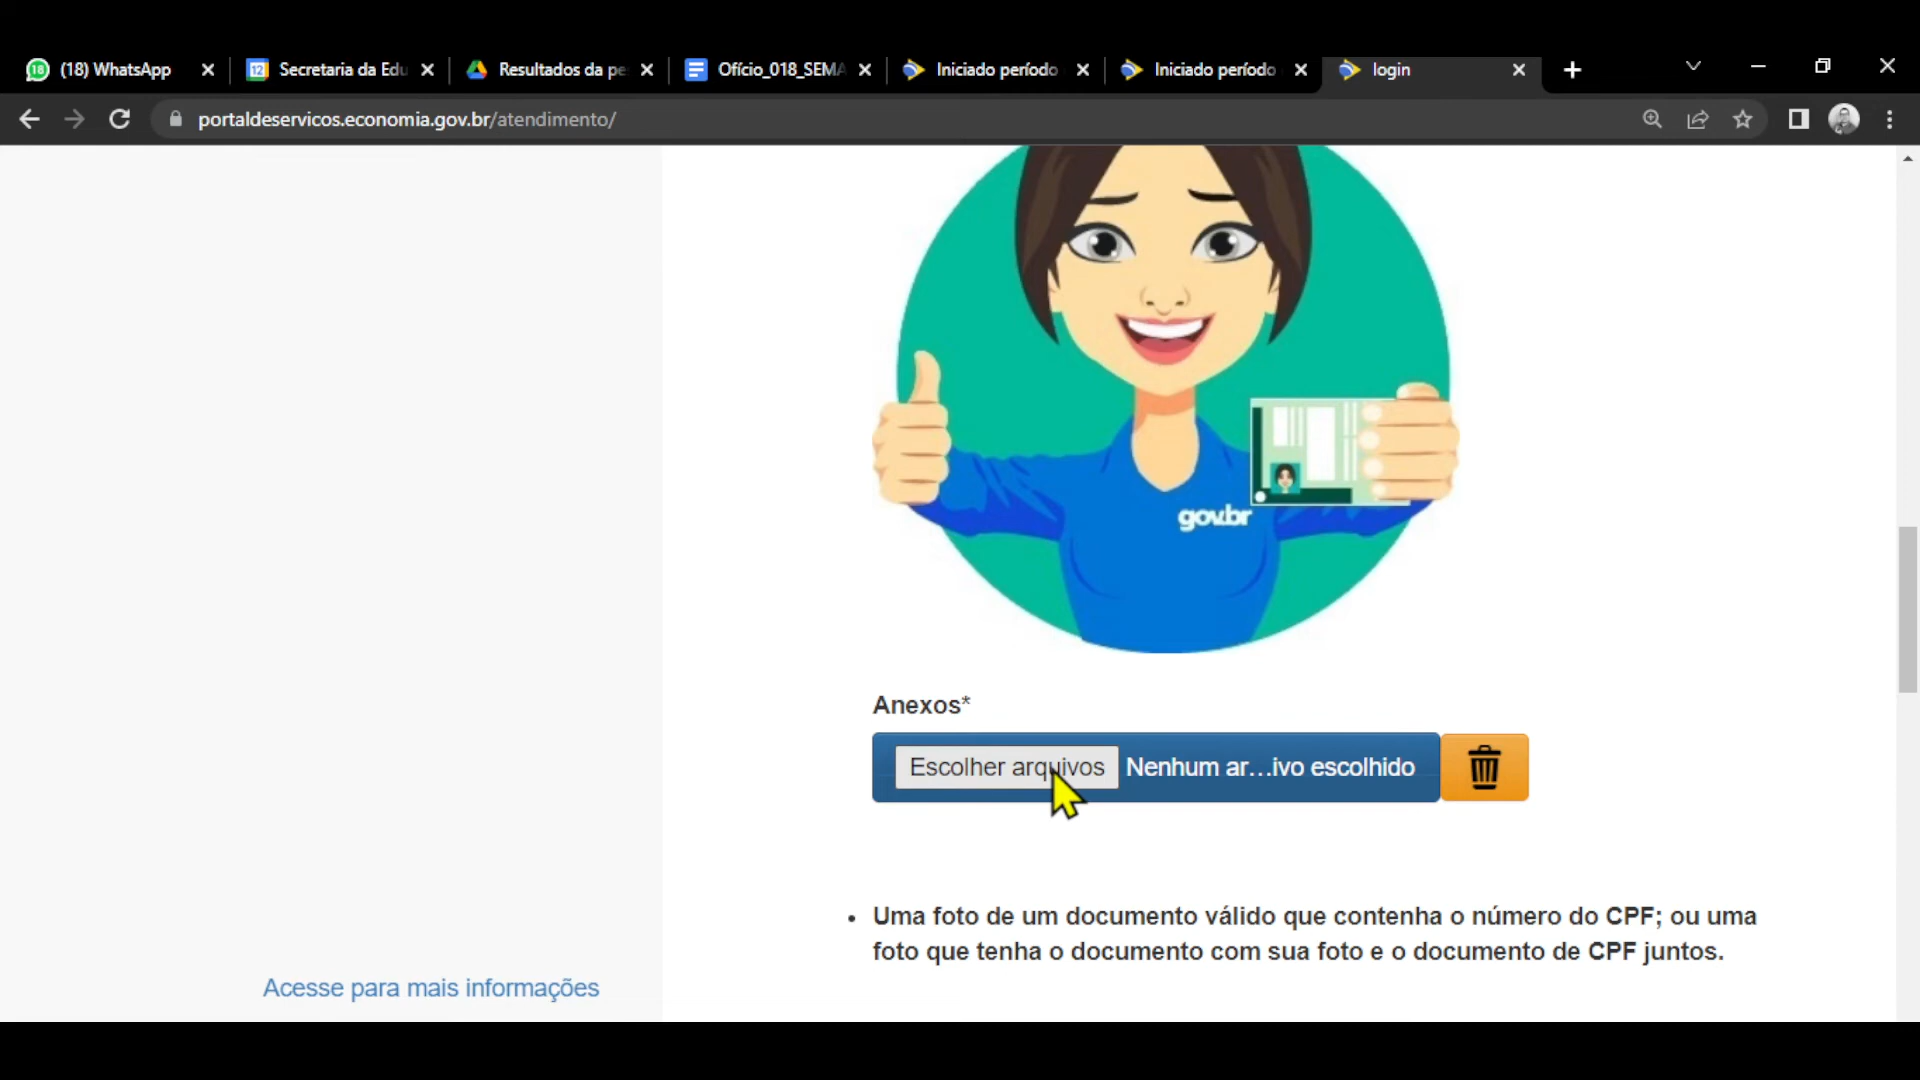 18 (18) WhatsApp
12 Secretaria da Edu
Resultados da pe
Ofício_018_SEMA
Iniciado período
Iniciado período
login
portaldeservicos.economia.gov.br/atendimento/
gov.br
Anexos*
Escolher arquivos Nenhum ar...ivo escolhido
• Uma foto de um documento válido que contenha o número do CPF; ou uma
foto que tenha o documento com sua foto e o documento de CPF juntos.
Acesse para mais informações